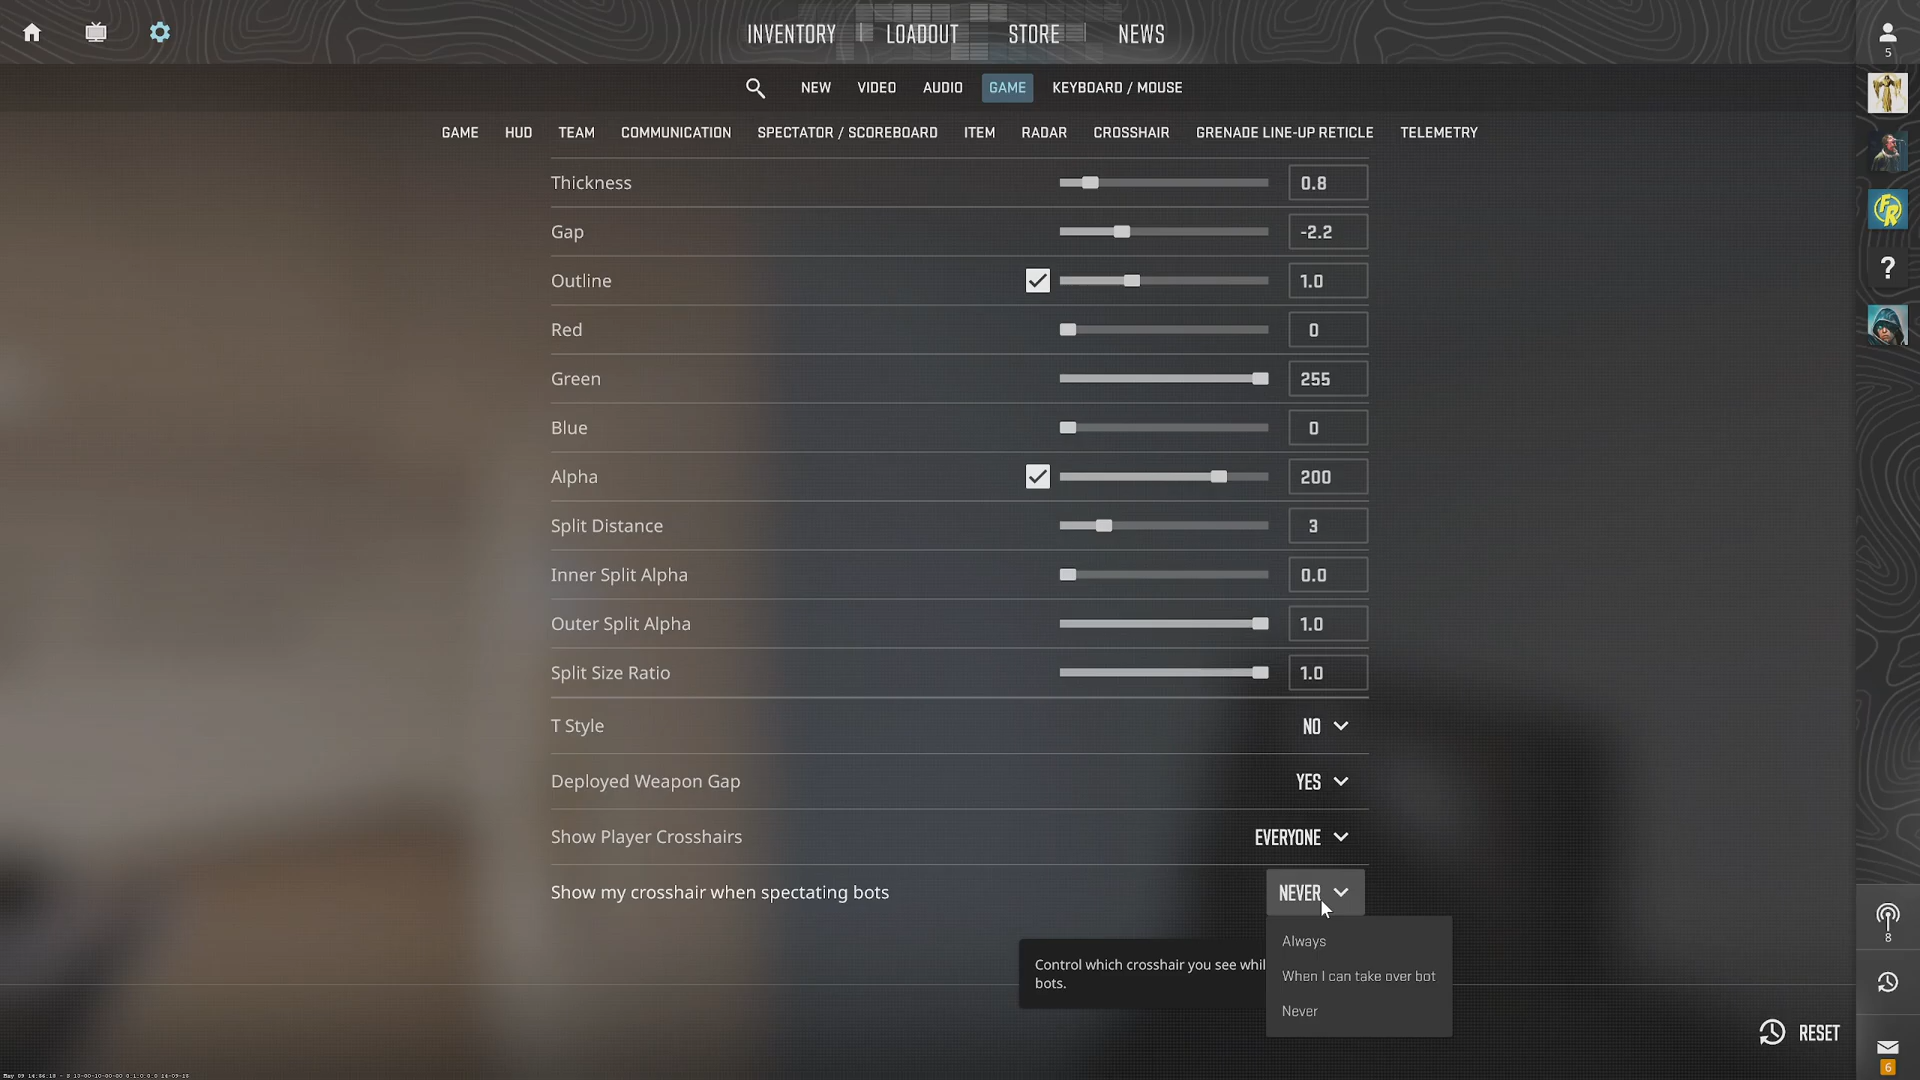 INVENTORY
LOADOUT
STORE
NEWS
5
NEW
VIDEO
AUDIO
GAME
KEYBOARD / MOUSE
GAME
HUD
TEAM
COMMUNICATION
SPECTATOR / SCOREBOARD
ITEM
RADAR
CROSSHAIR
GRENADE LINE-UP RETICLE
TELEMETRY
Thickness 0.8
Gap -2.2
Outline 1.0
Red 0
Green 255
Blue 0
Alpha 200
Split Distance 3
Inner Split Alpha 0.0
Outer Split Alpha 1.0
Split Size Ratio 1.0
T Style NO
Deployed Weapon Gap YES
Show Player Crosshairs EVERYONE
Show my crosshair when spectating bots NEVER
Always
When I can take over bot
Never
Control which crosshair you see whil
bots.
FR
?
8
RESET
6